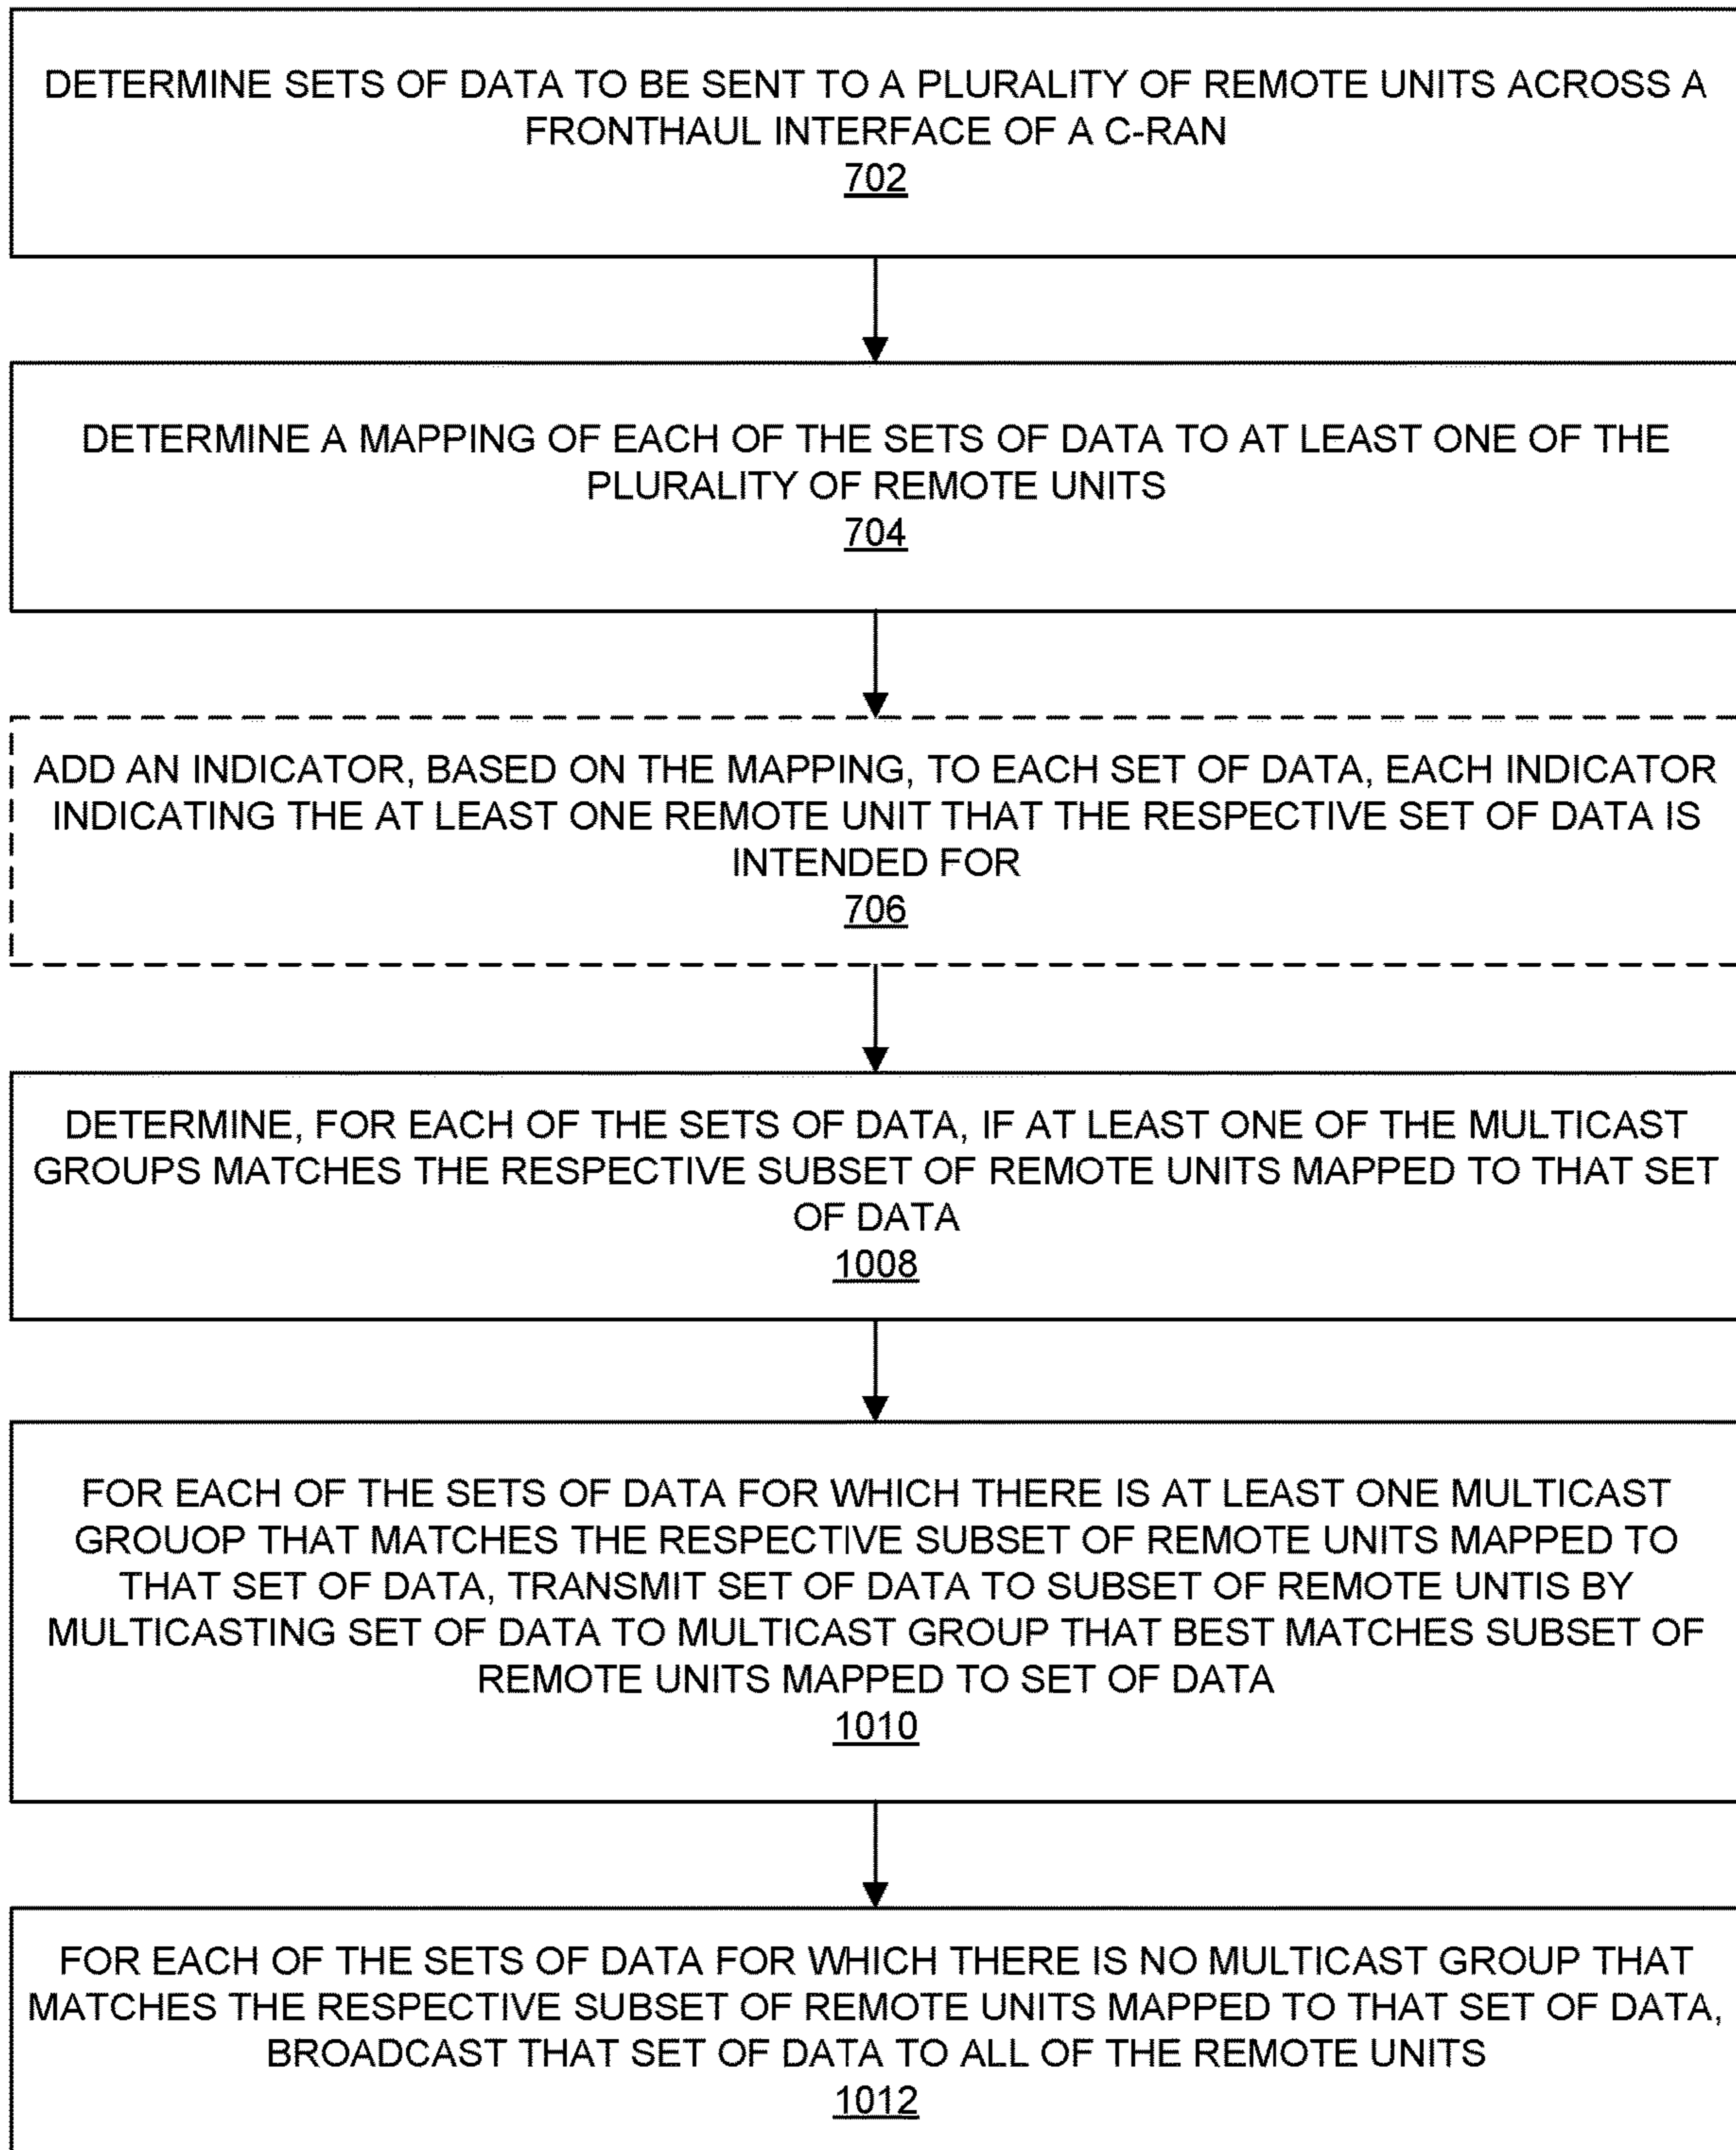 DETERMINE SETS OF DATA TO BE SENT TO A PLURALITY OF REMOTE UNITS ACROSS A
FRONTHAUL INTERFACE OF A C-RAN
702
DETERMINE A MAPPING OF EACH OF THE SETS OF DATA TO AT LEAST ONE OF THE
PLURALITY OF REMOTE UNITS
704
ADD AN INDICATOR, BASED ON THE MAPPING, TO EACH SET OF DATA, EACH INDICATOR
INDICATING THE AT LEAST ONE REMOTE UNIT THAT THE RESPECTIVE SET OF DATA IS
INTENDED FOR
706
DETERMINE, FOR EACH OF THE SETS OF DATA, IF AT LEAST ONE OF THE MULTICAST
GROUPS MATCHES THE RESPECTIVE SUBSET OF REMOTE UNITS MAPPED TO THAT SET
OF DATA
1008
FOR EACH OF THE SETS OF DATA FOR WHICH THERE IS AT LEAST ONE MULTICAST
GROUOP THAT MATCHES THE RESPECTIVE SUBSET OF REMOTE UNITS MAPPED TO
THAT SET OF DATA, TRANSMIT SET OF DATA TO SUBSET OF REMOTE UNTIS BY
MULTICASTING SET OF DATA TO MULTICAST GROUP THAT BEST MATCHES SUBSET OF
REMOTE UNITS MAPPED TO SET OF DATA
1010
FOR EACH OF THE SETS OF DATA FOR WHICH THERE IS NO MULTICAST GROUP THAT
MATCHES THE RESPECTIVE SUBSET OF REMOTE UNITS MAPPED TO THAT SET OF DATA,
BROADCAST THAT SET OF DATA TO ALL OF THE REMOTE UNITS
1012